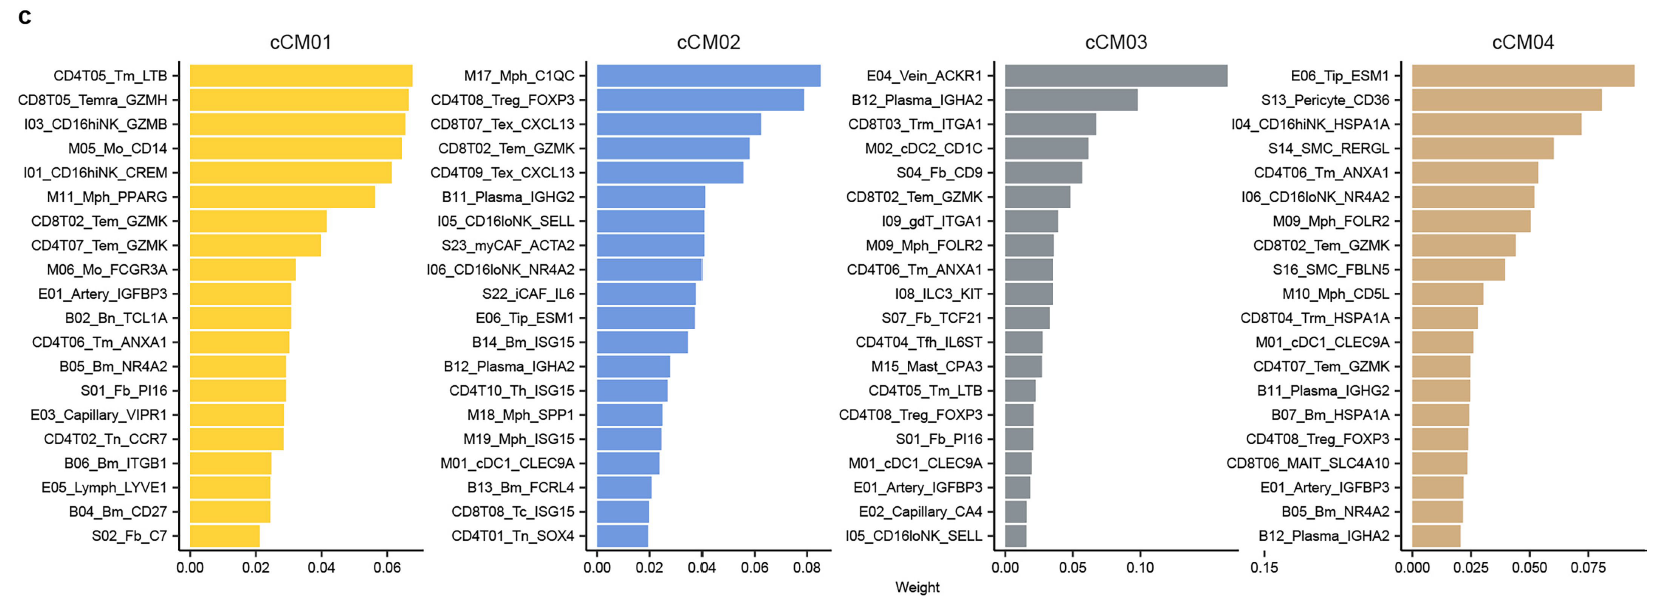 c
cCM01
CD4T05_Tm_LTB
CD8T05_Temra_GZMH
I03_CD16hiNK_GZMB
M05_Mo_CD14
I01_CD16hiNK_CREM
M11_Mph_PPARG
CD8T02_Tem_GZMK
CD4T07_Tem_GZMK
M06_Mo_FCGR3A
E01_Artery_IGFBP3
B02_Bn_TCL1A
CD4T06_Tm_ANXA1
B05_Bm_NR4A2
S01_Fb_PI16
E03_Capillary_VIPR1
CD4T02_Tn_CCR7
B06_Bm_ITGB1
E05_Lymph_LYVE1
B04_Bm_CD27
S02_Fb_C7
0.00 0.02 0.04 0.06
cCM02
M17_Mph_C1QC
CD4T08_Treg_FOXP3
CD8T07_Tex_CXCL13
CD8T02_Tem_GZMK
CD4T09_Tex_CXCL13
B11_Plasma_IGHG2
I05_CD16loNK_SELL
S23_myCAF_ACTA2
I06_CD16loNK_NR4A2
S22_iCAF_IL6
E06_Tip_ESM1
B14_Bm_ISG15
B12_Plasma_IGHA2
CD4T10_Th_ISG15
M18_Mph_SPP1
M19_Mph_ISG15
M01_cDC1_CLEC9A
B13_Bm_FCRL4
CD8T08_Tc_ISG15
CD4T01_Tn_SOX4
0.00 0.02 0.04 0.06 0.08
cCM03
E04_Vein_ACKR1
B12_Plasma_IGHA2
CD8T03_Trm_ITGA1
M02_cDC2_CD1C
S04_Fb_CD9
CD8T02_Tem_GZMK
I09_gdT_ITGA1
M09_Mph_FOLR2
CD4T06_Tm_ANXA1
I08_ILC3_KIT
S07_Fb_TCF21
CD4T04_Tfh_IL6ST
M15_Mast_CPA3
CD4T05_Tm_LTB
CD4T08_Treg_FOXP3
S01_Fb_PI16
M01_cDC1_CLEC9A
E01_Artery_IGFBP3
E02_Capillary_CA4
I05_CD16loNK_SELL
0.00 0.05 0.10 0.15
cCM04
E06_Tip_ESM1
S13_Pericyte_CD36
I04_CD16hiNK_HSPA1A
S14_SMC_RERGL
CD4T06_Tm_ANXA1
I06_CD16loNK_NR4A2
M09_Mph_FOLR2
CD8T02_Tem_GZMK
S16_SMC_FBLN5
M10_Mph_CD5L
CD8T04_Trm_HSPA1A
M01_cDC1_CLEC9A
CD4T07_Tem_GZMK
B11_Plasma_IGHG2
B07_Bm_HSPA1A
CD4T08_Treg_FOXP3
CD8T06_MAIT_SLC4A10
E01_Artery_IGFBP3
B05_Bm_NR4A2
B12_Plasma_IGHA2
0.000 0.025 0.050 0.075
Weight